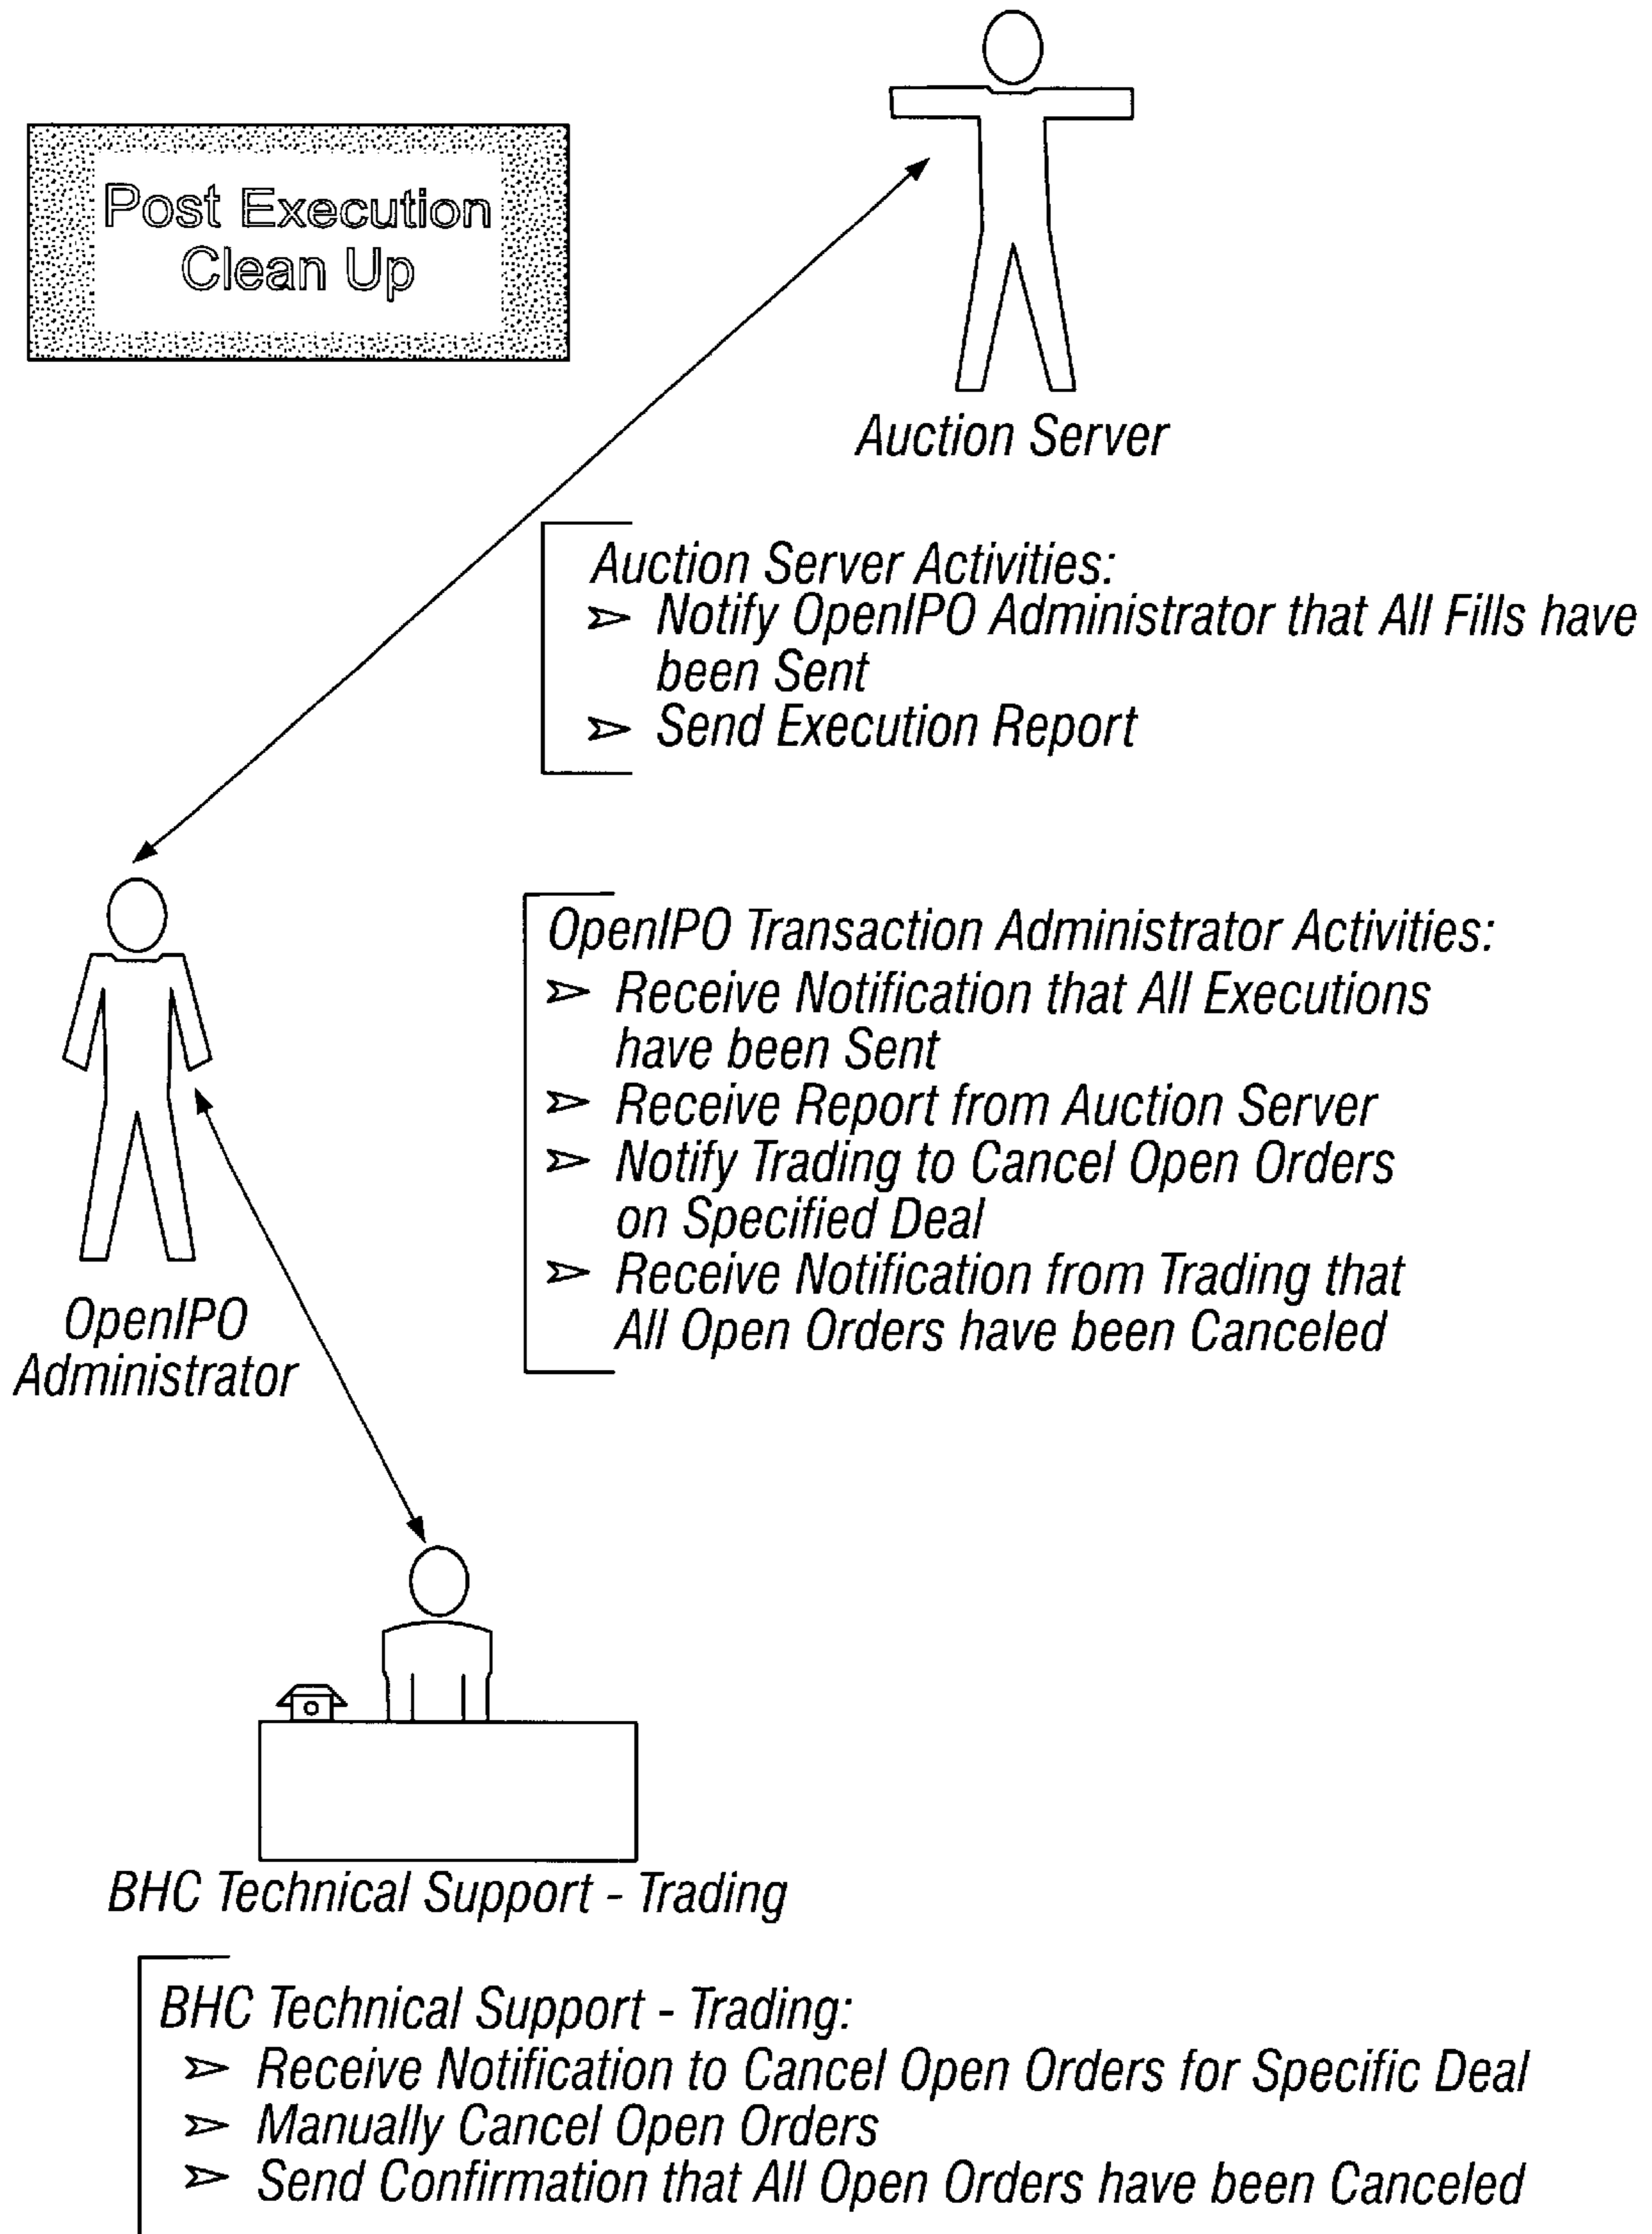 Post Execution
Clean Up
Auction Server
Auction Server Activities:
➢ Notify OpenIPO Administrator that All Fills have
been Sent
➢ Send Execution Report
OpenIPO Transaction Administrator Activities:
➢ Receive Notification that All Executions
have been Sent
➢ Receive Report from Auction Server
➢ Notify Trading to Cancel Open Orders
on Specified Deal
➢ Receive Notification from Trading that
All Open Orders have been Canceled
OpenIPO
Administrator
BHC Technical Support - Trading
BHC Technical Support - Trading:
➢ Receive Notification to Cancel Open Orders for Specific Deal
➢ Manually Cancel Open Orders
➢ Send Confirmation that All Open Orders have been Canceled